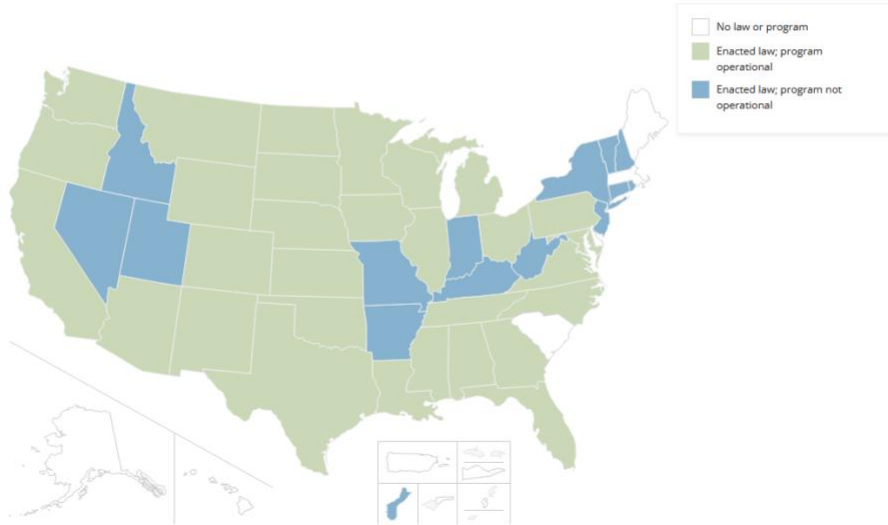 No law or program
Enacted law; program
operational
Enacted law; program not
operational